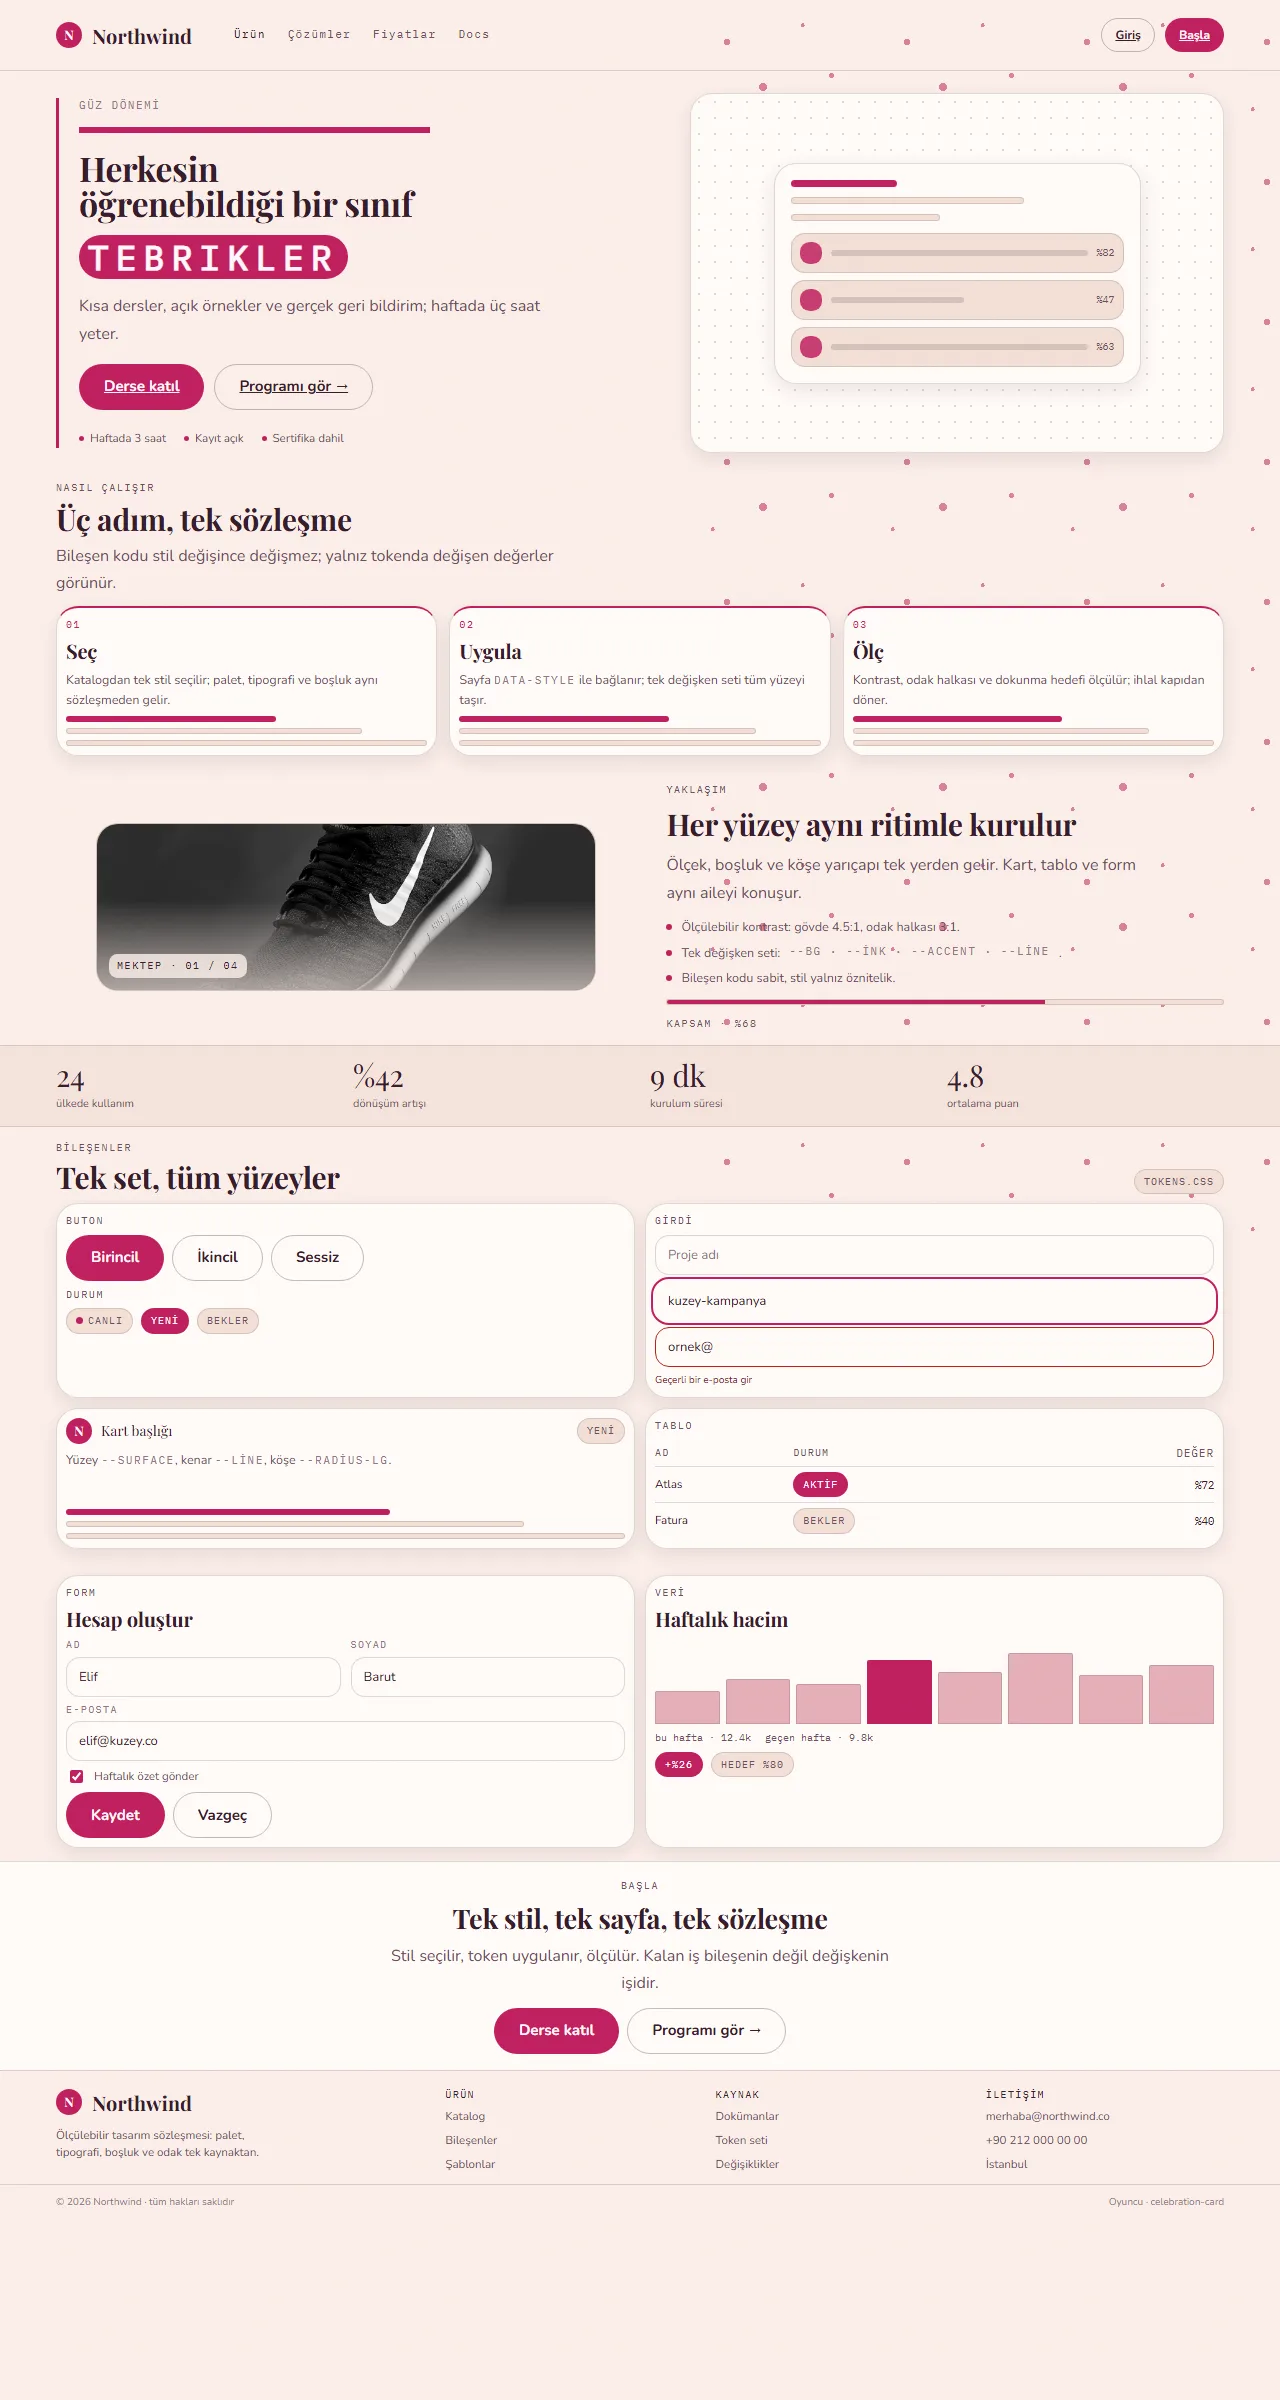 N Northwind Ürün Çözümler Fiyatlar Docs Giriş Başla
GÜZ DÖNEMİ
Herkesin
öğrenebildiği bir sınıf
TEBRIKLER
Kısa dersler, açık örnekler ve gerçek geri bildirim; haftada üç saat
yeter.
Derse katıl Programı gör →
Haftada 3 saat Kayıt açık Sertifika dahil
%82
%47
%63
NASIL ÇALIŞIR
Üç adım, tek sözleşme
Bileşen kodu stil değişince değişmez; yalnız tokenda değişen değerler
görünür.
01
Seç
Katalogdan tek stil seçilir; palet, tipografi ve boşluk aynı
sözleşmeden gelir.
02
Uygula
Sayfa DATA-STYLE ile bağlanır; tek değişken seti tüm yüzeyi
taşır.
03
Ölç
Kontrast, odak halkası ve dokunma hedefi ölçülür; ihlal kapıdan
döner.
MEKTEP · 01 / 04
YAKLAŞIM
Her yüzey aynı ritimle kurulur
Ölçek, boşluk ve köşe yarıçapı tek yerden gelir. Kart, tablo ve form
aynı aileyi konuşur.
Ölçülebilir kontrast: gövde 4.5:1, odak halkası 3:1.
Tek değişken seti: --BG · --İNK · --ACCENT · --LİNE .
Bileşen kodu sabit, stil yalnız öznitelik.
KAPSAM · %68
24 %42 9 dk 4.8
ülkede kullanım dönüşüm artışı kurulum süresi ortalama puan
BİLEŞENLER
Tek set, tüm yüzeyler
TOKENS.CSS
BUTON
Birincil İkincil Sessiz
DURUM
CANLI YENİ BEKLER
GİRDİ
Proje adı
kuzey-kampanya
ornek@
Geçerli bir e-posta gir
N Kart başlığı YENİ
Yüzey --SURFACE, kenar --LİNE, köşe --RADİUS-LG.
TABLO
AD DURUM DEĞER
Atlas AKTİF %72
Fatura BEKLER %40
FORM
Hesap oluştur
AD SOYAD
Elif Barut
E-POSTA
elif@kuzey.co
Haftalık özet gönder
Kaydet Vazgeç
VERİ
Haftalık hacim
bu hafta · 12.4k geçen hafta · 9.8k
+%26 HEDEF %80
BAŞLA
Tek stil, tek sayfa, tek sözleşme
Stil seçilir, token uygulanır, ölçülür. Kalan iş bileşenin değil değişkenin
işidir.
Derse katıl Programı gör →
N Northwind
Ölçülebilir tasarım sözleşmesi: palet,
tipografi, boşluk ve odak tek kaynaktan.
ÜRÜN
Katalog
Bileşenler
Şablonlar
KAYNAK
Dokümanlar
Token seti
Değişiklikler
İLETİŞİM
merhaba@northwind.co
+90 212 000 00 00
İstanbul
© 2026 Northwind · tüm hakları saklıdır
Oyuncu · celebration-card